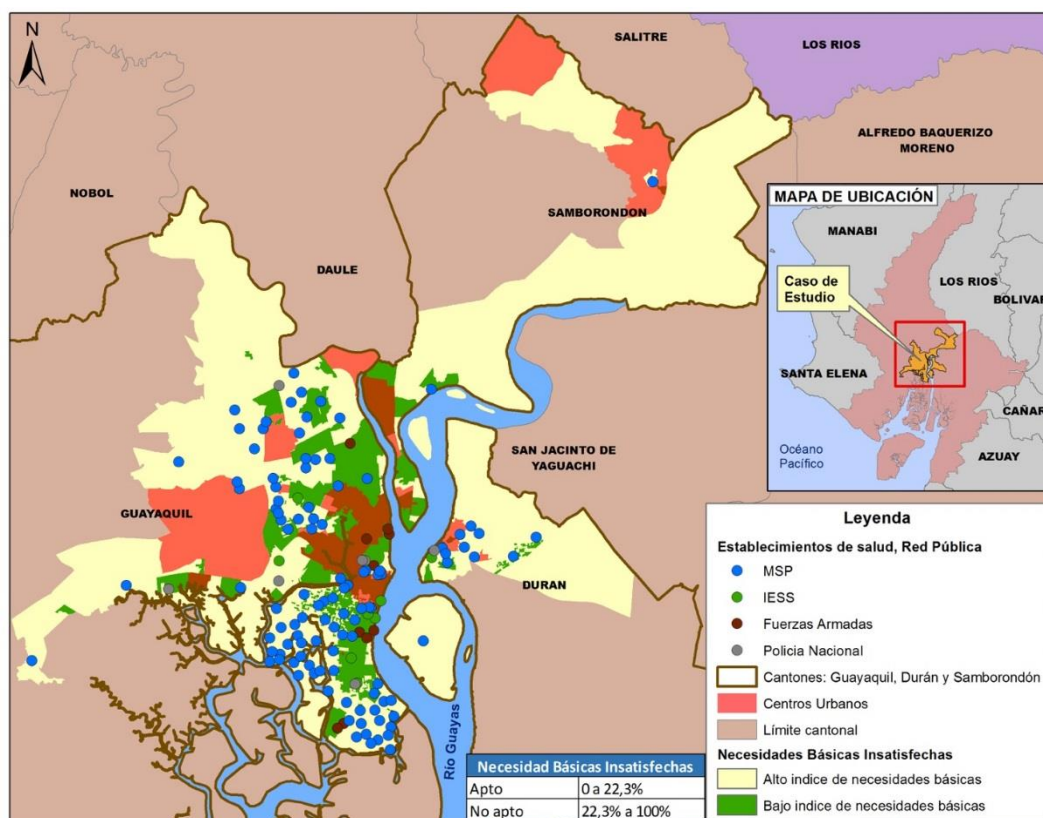 N
SALITRE
LOS RIOS
ALFREDO BAQUERIZO
MORENO
NOBOL
SAMBORONDON
DAULE
MAPA DE UBICACIÓN
MANABI
LOS RIOS
Caso de
Estudio
BOLIVAR
SANTA ELENA
CAÑAR
Océano
Pacífico
AZUAY
SAN JACINTO DE
YAGUACHI
GUAYAQUIL
DURAN
Río Guayas
Leyenda
Establecimientos de salud, Red Pública
MSP
IESS
Fuerzas Armadas
Policia Nacional
Cantones: Guayaquil, Durán y Samborondón
Centros Urbanos
Límite cantonal
Necesidades Básicas Insatisfechas
Alto indice de necesidades básicas
Bajo indice de necesidades básicas
Necesidad Básicas Insatisfechas
Apto 0 a 22,3%
No apto 22,3% a 100%